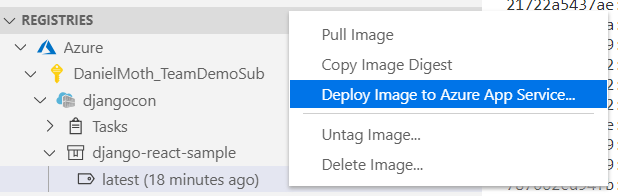 REGISTRIES
Azure
DanielMoth_TeamDemoSub
djangocon
Tasks
django-react-sample
latest (18 minutes ago)
Pull Image
Copy Image Digest
Deploy Image to Azure App Service...
Untag Image...
Delete Image...
21722a5437ae